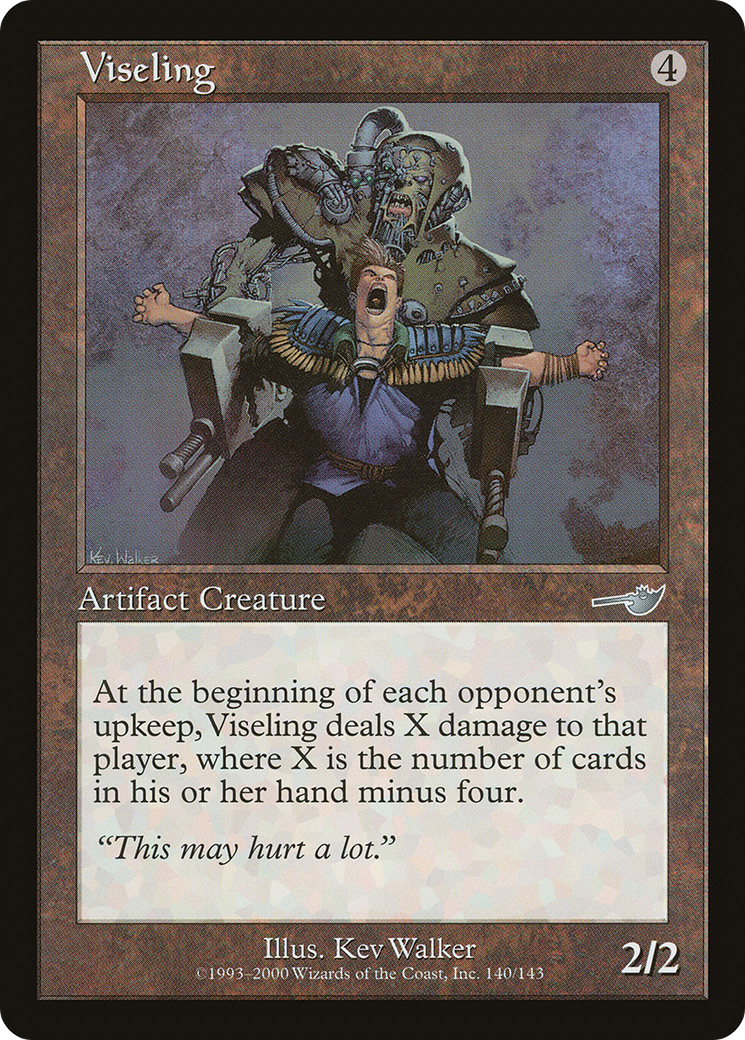 Viseling
4
KEV. WALKER
Artifact Creature
At the beginning of each opponent's
upkeep, Viseling deals X damage to that
player, where X is the number of cards
in his or her hand minus four.
“This may hurt a lot.”
Illus. Kev Walker
2/2
©1993–2000 Wizards of the Coast, Inc. 140/143